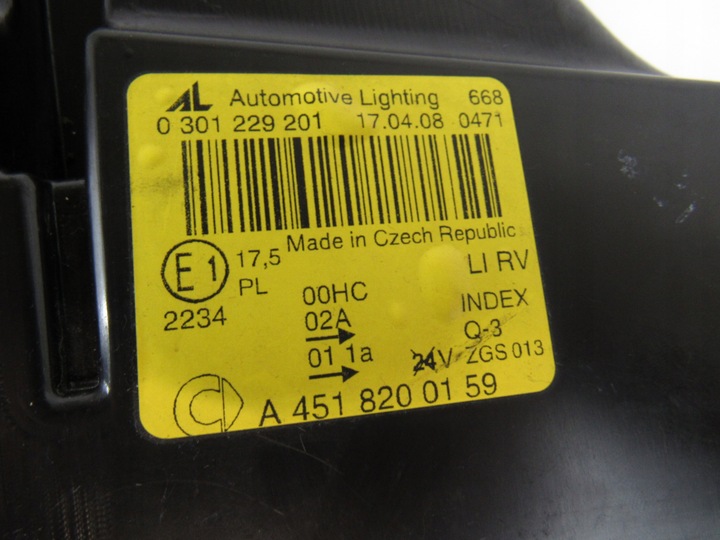 AL Automotive Lighting 668
0 301 229 201 17.04.08 0471
Made in Czech Republic
E1 17,5 LI RV
PL
2234 00HC INDEX
02A Q-3
01 1a 24V ZGS 013
A 451 820 01 59